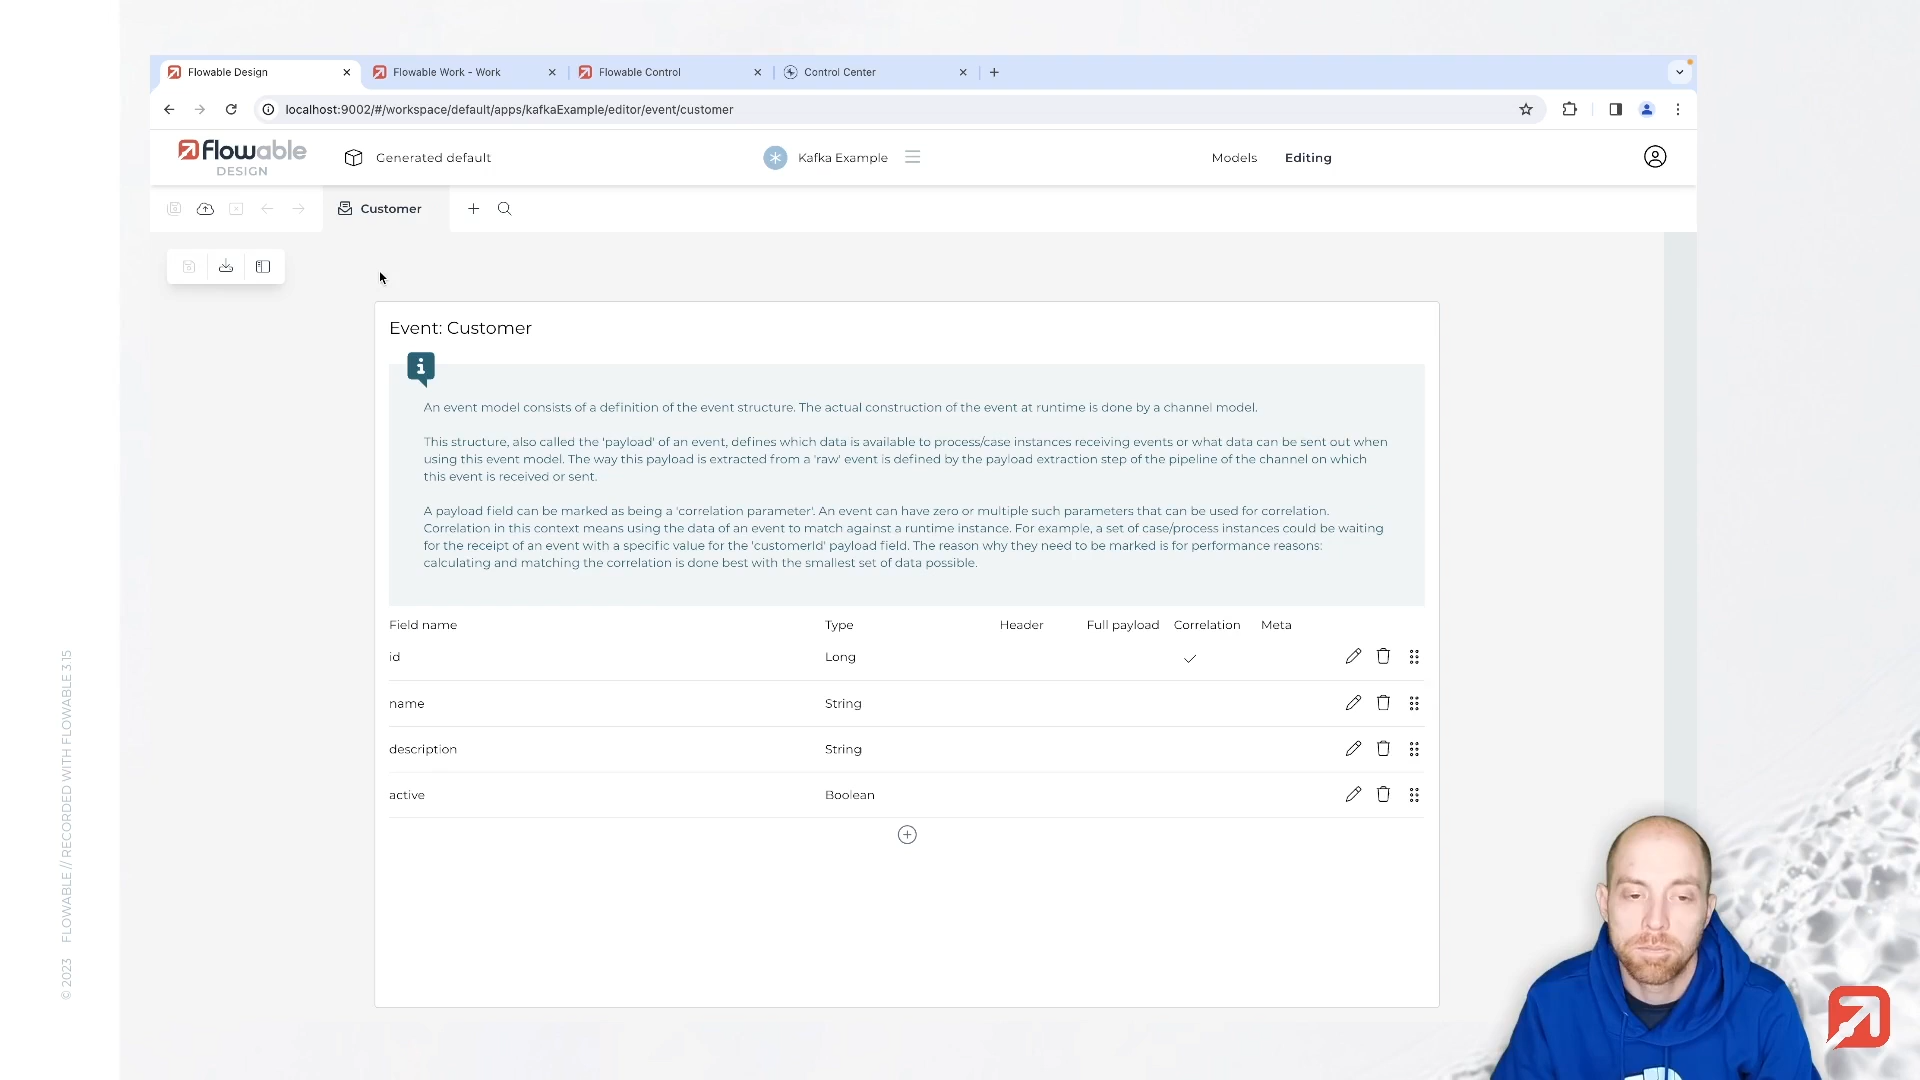 Flowable Design
Flowable Work - Work
Flowable Control
Control Center
localhost:9002/#/workspace/default/apps/kafkaExample/editor/event/customer
Flowable
DESIGN
Generated default
Kafka Example
Models
Editing
Customer
Event: Customer
An event model consists of a definition of the event structure. The actual construction of the event at runtime is done by a channel model.
This structure, also called the 'payload' of an event, defines which data is available to process/case instances receiving events or what data can be sent out when
using this event model. The way this payload is extracted from a 'raw' event is defined by the payload extraction step of the pipeline of the channel on which
this event is received or sent.
A payload field can be marked as being a 'correlation parameter'. An event can have zero or multiple such parameters that can be used for correlation.
Correlation in this context means using the data of an event to match against a runtime instance. For example, a set of case/process instances could be waiting
for the receipt of an event with a specific value for the 'customerId' payload field. The reason why they need to be marked is for performance reasons:
calculating and matching the correlation is done best with the smallest set of data possible.
Field name Type Header Full payload Correlation Meta
id Long
name String
description String
active Boolean
© 2023 FLOWABLE // RECORDED WITH FLOWABLE 3.15